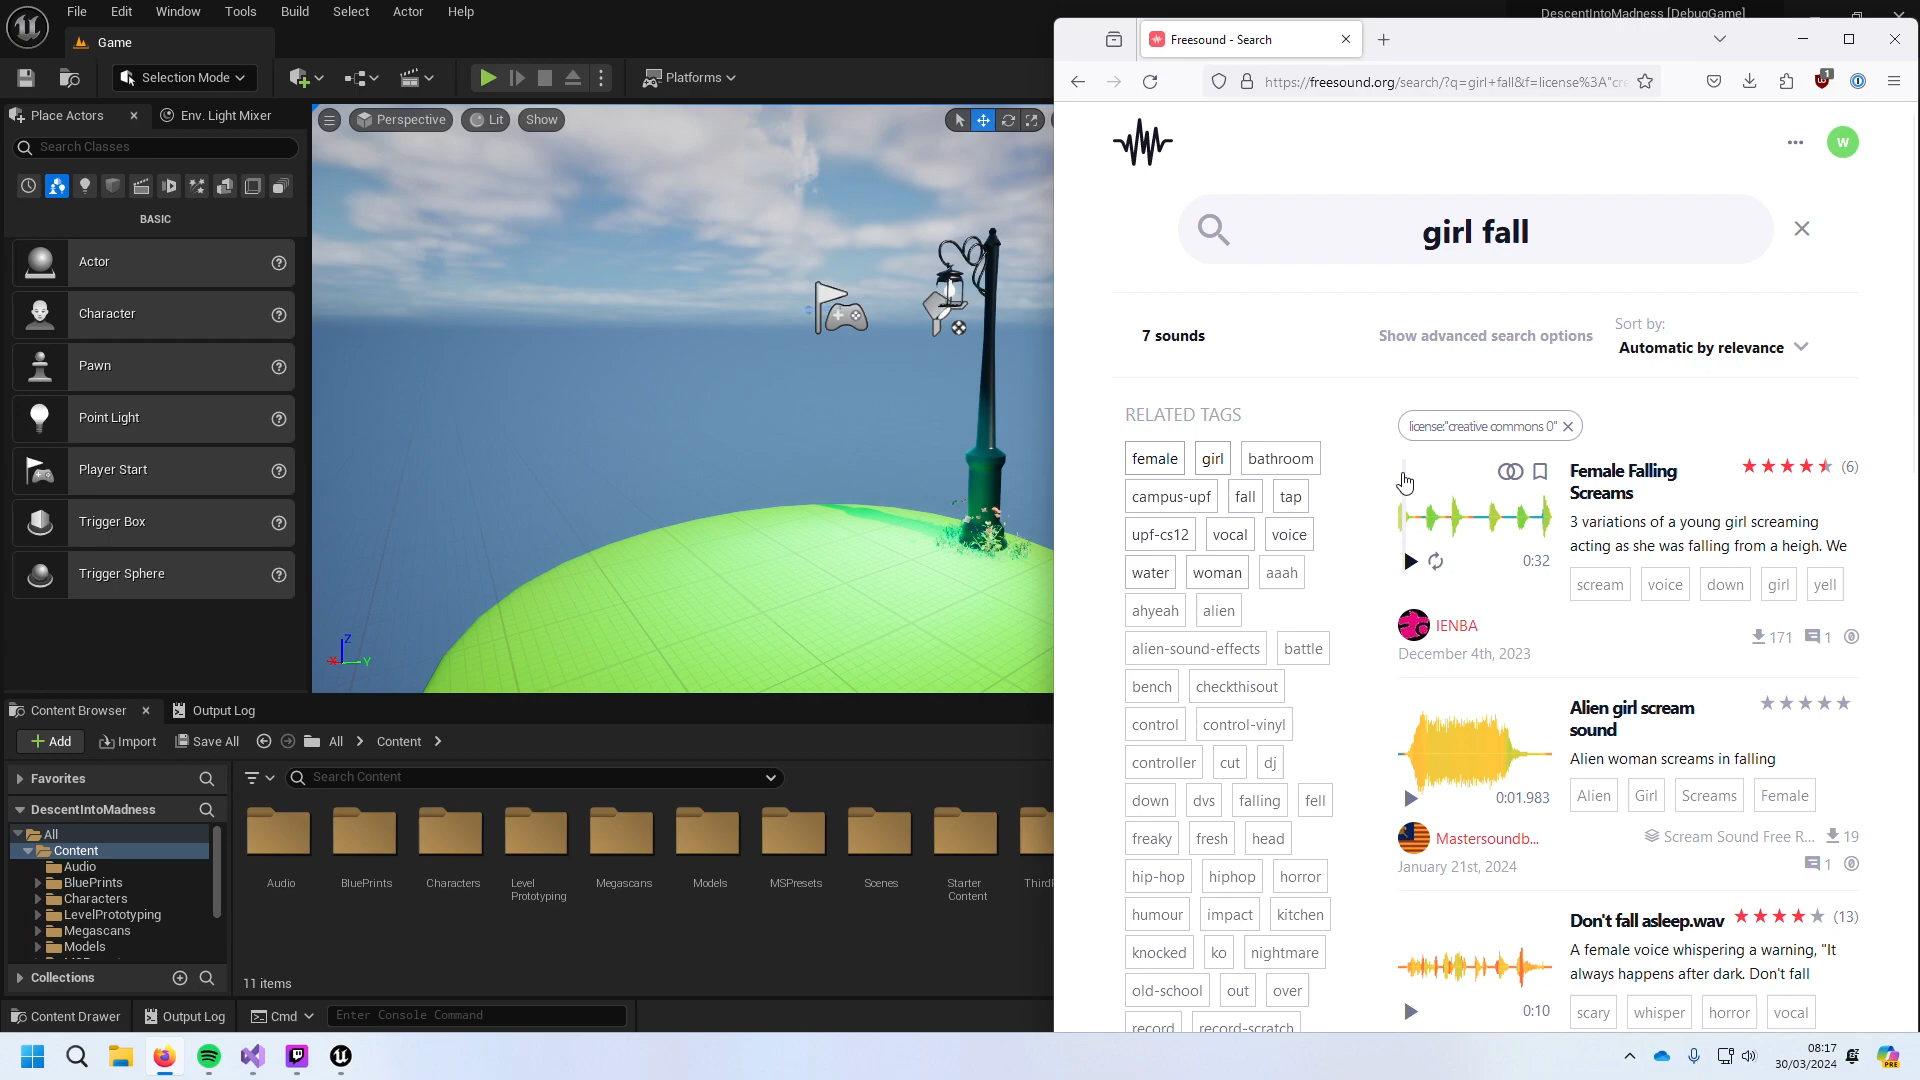 File Edit Window Tools Build Select Actor Help
DescentIntoMadness [DebugGame]
Game
Selection Mode
Platforms
Place Actors
Env. Light Mixer
Search Classes
BASIC
Actor
Character
Pawn
Point Light
Player Start
Trigger Box
Trigger Sphere
Perspective
Lit
Show
Z
X
Y
Content Browser
Output Log
Add
Import
Save All
All
Content
Favorites
DescentIntoMadness
All
Content
Audio
BluePrints
Characters
LevelPrototyping
Megascans
Models
Collections
Search Content
Audio
BluePrints
Characters
Level
Prototyping
Megascans
Models
MSPresets
Scenes
Starter
Content
11 items
Content Drawer
Output Log
Cmd
Enter Console Command
Freesound - Search
https://freesound.org/search/?q=girl+fall&f=license%3A"cre
1
W
girl fall
7 sounds
Show advanced search options
Sort by:
Automatic by relevance
RELATED TAGS
female girl bathroom
campus-upf fall tap
upf-cs12 vocal voice
water woman aaah
ahyeah alien
alien-sound-effects battle
bench checkthisout
control control-vinyl
controller cut dj
down dvs falling fell
freaky fresh head
hip-hop hiphop horror
humour impact kitchen
knocked ko nightmare
old-school out over
record record-scratch
license:"creative commons 0"
Female Falling
Screams
(6)
3 variations of a young girl screaming
acting as she was falling from a heigh. We
0:32
scream voice down girl yell
IENBA
171 1
December 4th, 2023
Alien girl scream
sound
Alien woman screams in falling
0:01.983
Alien Girl Screams Female
Mastersoundb...
Scream Sound Free R... 19
January 21st, 2024
1
Don't fall asleep.wav (13)
A female voice whispering a warning, "It
always happens after dark. Don't fall
0:10
scary whisper horror vocal
08:17
30/03/2024
PRE